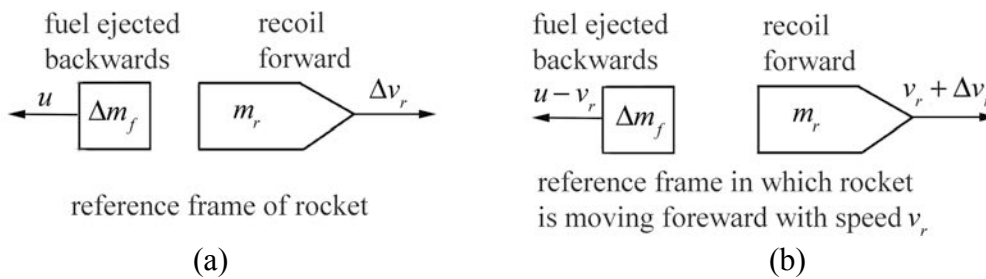 fuel ejected
backwards
recoil
forward
u
Δm_f
m_r
Δv_r
reference frame of rocket
(a)
fuel ejected
backwards
recoil
forward
u − v_r
Δm_f
m_r
v_r + Δv_r
reference frame in which rocket
is moving foreward with speed v_r
(b)